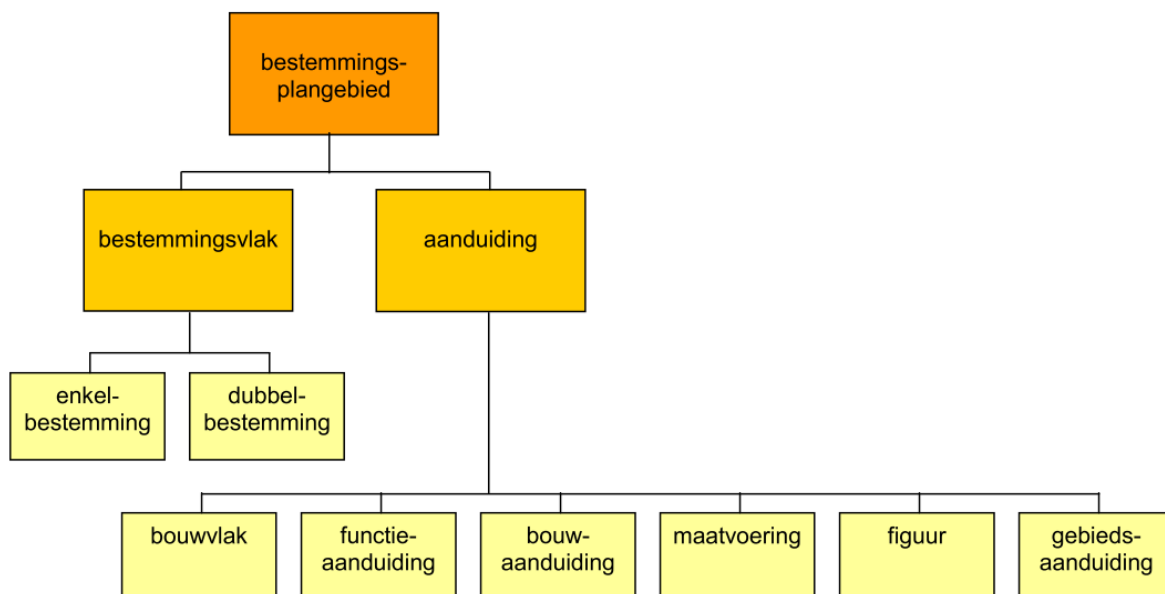 bestemmings-
plangebied
bestemmingsvlak
aanduiding
enkel-
bestemming
dubbel-
bestemming
bouwvlak
functie-
aanduiding
bouw-
aanduiding
maatvoering
figuur
gebieds-
aanduiding